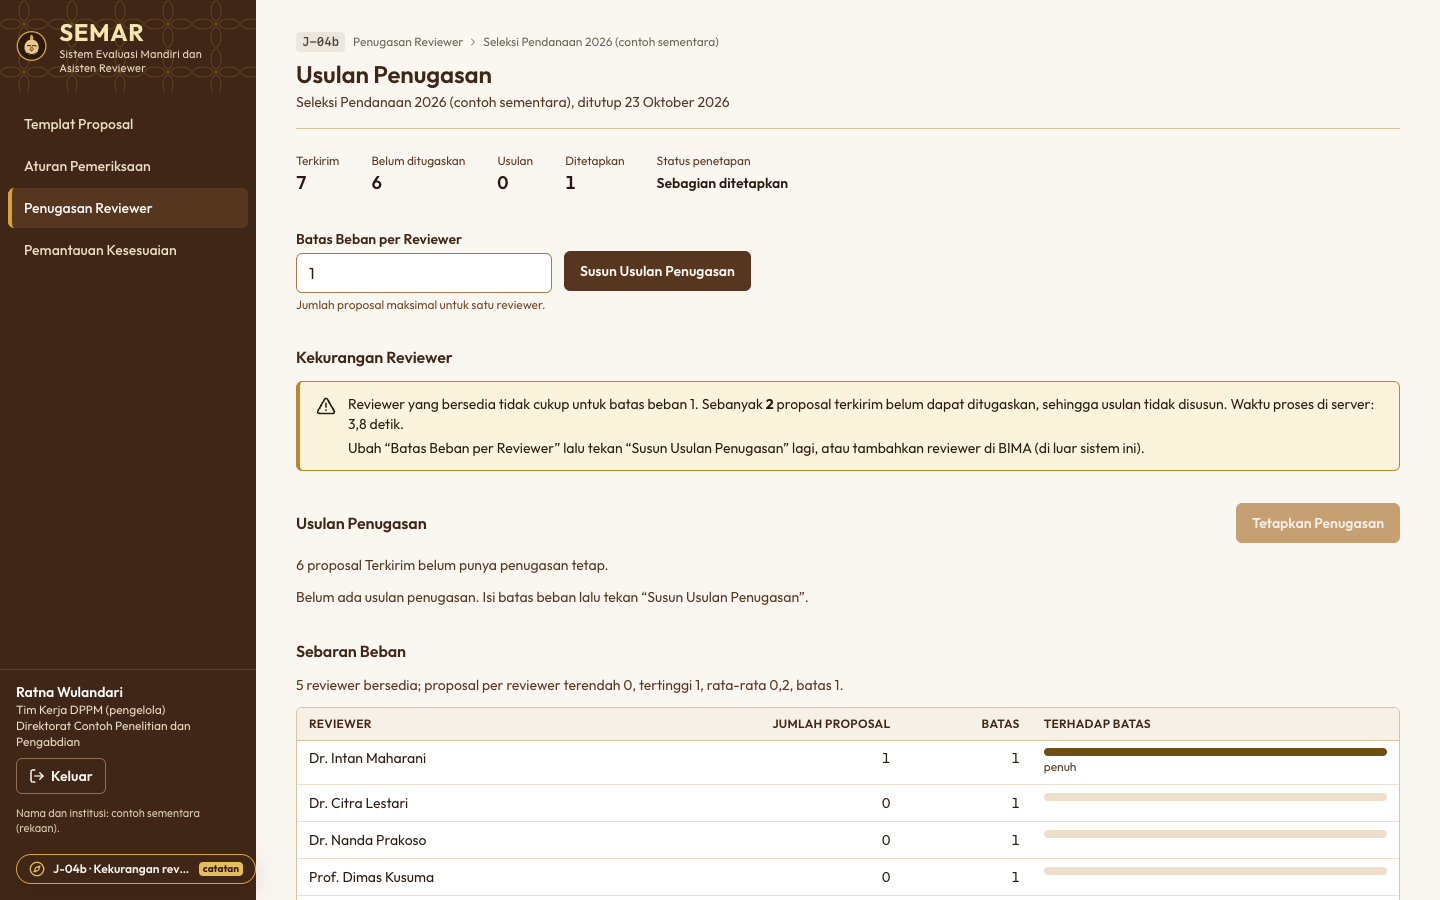 SEMAR
Sistem Evaluasi Mandiri dan
Asisten Reviewer
Templat Proposal
Aturan Pemeriksaan
Penugasan Reviewer
Pemantauan Kesesuaian
Ratna Wulandari
Tim Kerja DPPM (pengelola)
Direktorat Contoh Penelitian dan
Pengabdian
Keluar
Nama dan institusi: contoh sementara
(rekaan).
J-04b · Kekurangan rev... catatan
J-04b Penugasan Reviewer > Seleksi Pendanaan 2026 (contoh sementara)
Usulan Penugasan
Seleksi Pendanaan 2026 (contoh sementara), ditutup 23 Oktober 2026
Terkirim Belum ditugaskan Usulan Ditetapkan Status penetapan
7 6 0 1 Sebagian ditetapkan
Batas Beban per Reviewer
1 Susun Usulan Penugasan
Jumlah proposal maksimal untuk satu reviewer.
Kekurangan Reviewer
Reviewer yang bersedia tidak cukup untuk batas beban 1. Sebanyak 2 proposal terkirim belum dapat ditugaskan, sehingga usulan tidak disusun. Waktu proses di server:
3,8 detik.
Ubah “Batas Beban per Reviewer” lalu tekan “Susun Usulan Penugasan” lagi, atau tambahkan reviewer di BIMA (di luar sistem ini).
Usulan Penugasan Tetapkan Penugasan
6 proposal Terkirim belum punya penugasan tetap.
Belum ada usulan penugasan. Isi batas beban lalu tekan “Susun Usulan Penugasan”.
Sebaran Beban
5 reviewer bersedia; proposal per reviewer terendah 0, tertinggi 1, rata-rata 0,2, batas 1.
REVIEWER JUMLAH PROPOSAL BATAS TERHADAP BATAS
Dr. Intan Maharani 1 1
penuh
Dr. Citra Lestari 0 1
Dr. Nanda Prakoso 0 1
Prof. Dimas Kusuma 0 1